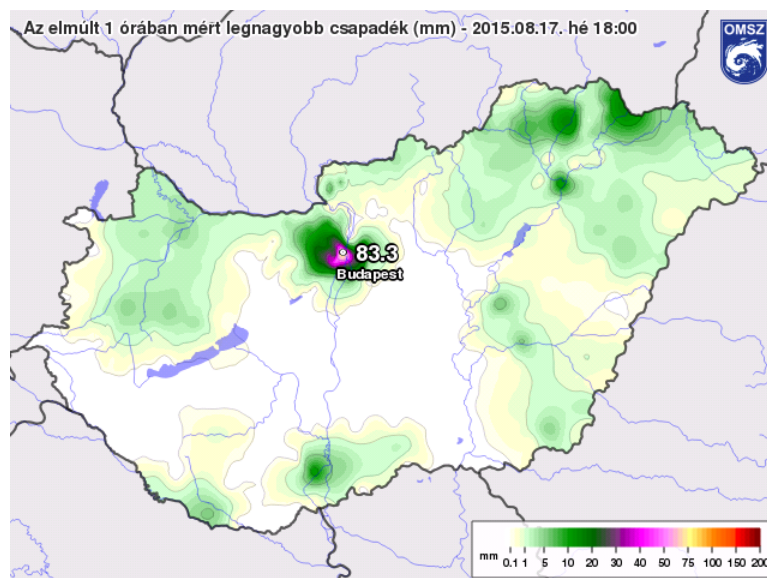 Az elmúlt 1 órában mért legnagyobb csapadék (mm) - 2015.08.17. hé 18:00
OMSZ
83.3
Budapest
mm 0.1 1 5 10 20 30 40 50 75 100 150 200